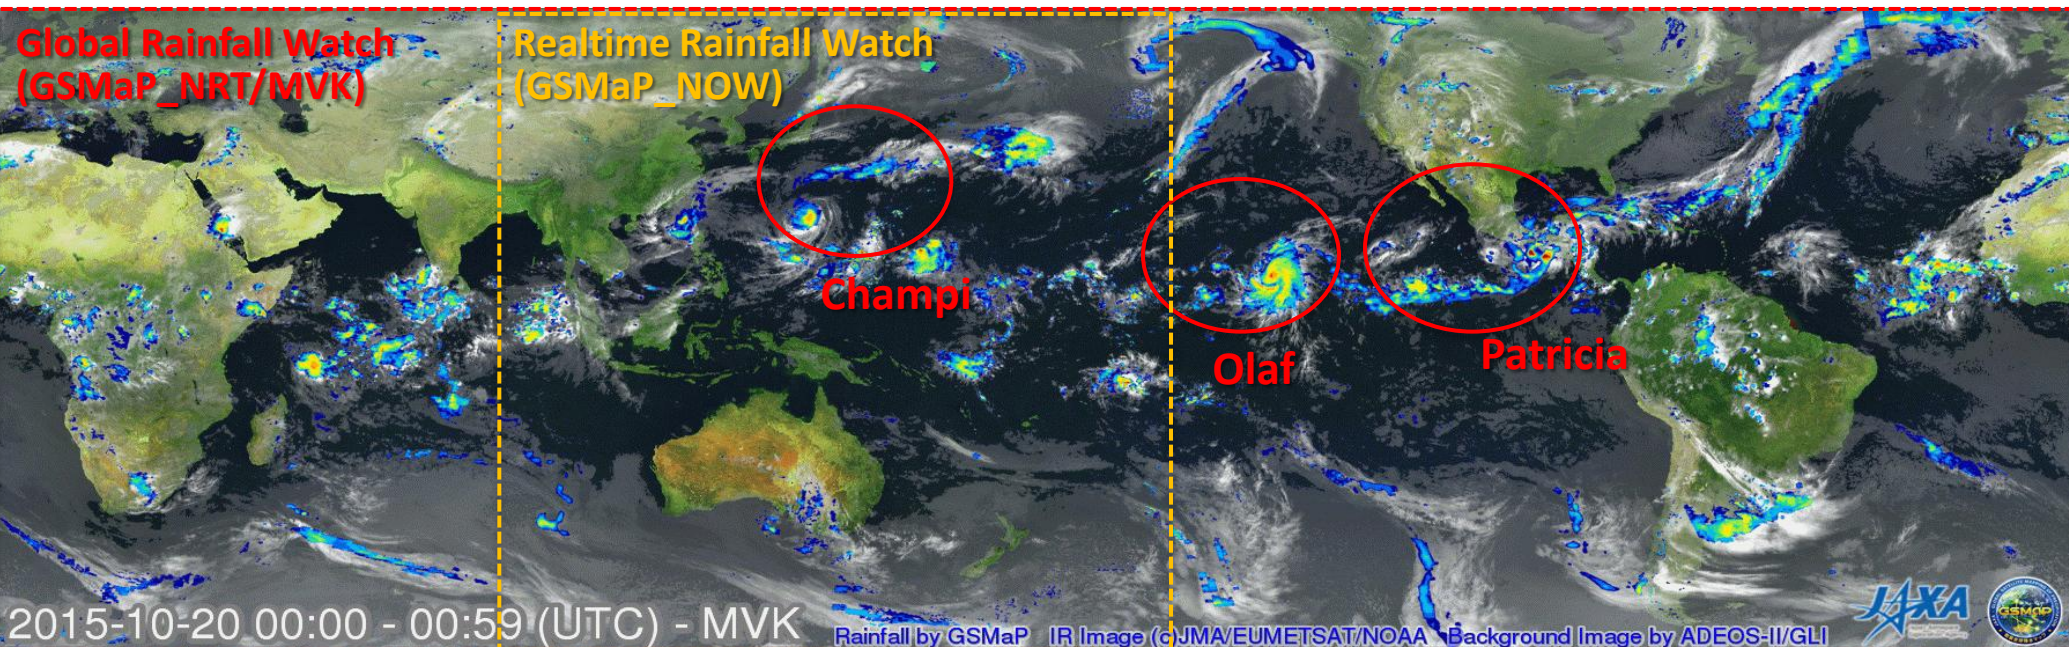 Global Rainfall Watch
(GSMaP_NRT/MVK)
Realtime Rainfall Watch
(GSMaP_NOW)
Champi
Olaf
Patricia
2015-10-20 00:00 - 00:59 (UTC) - MVK
Rainfall by GSMaP IR Image (c)JMA/EUMETSAT/NOAA Background Image by ADEOS-II/GLI
JAXA
GSMaP